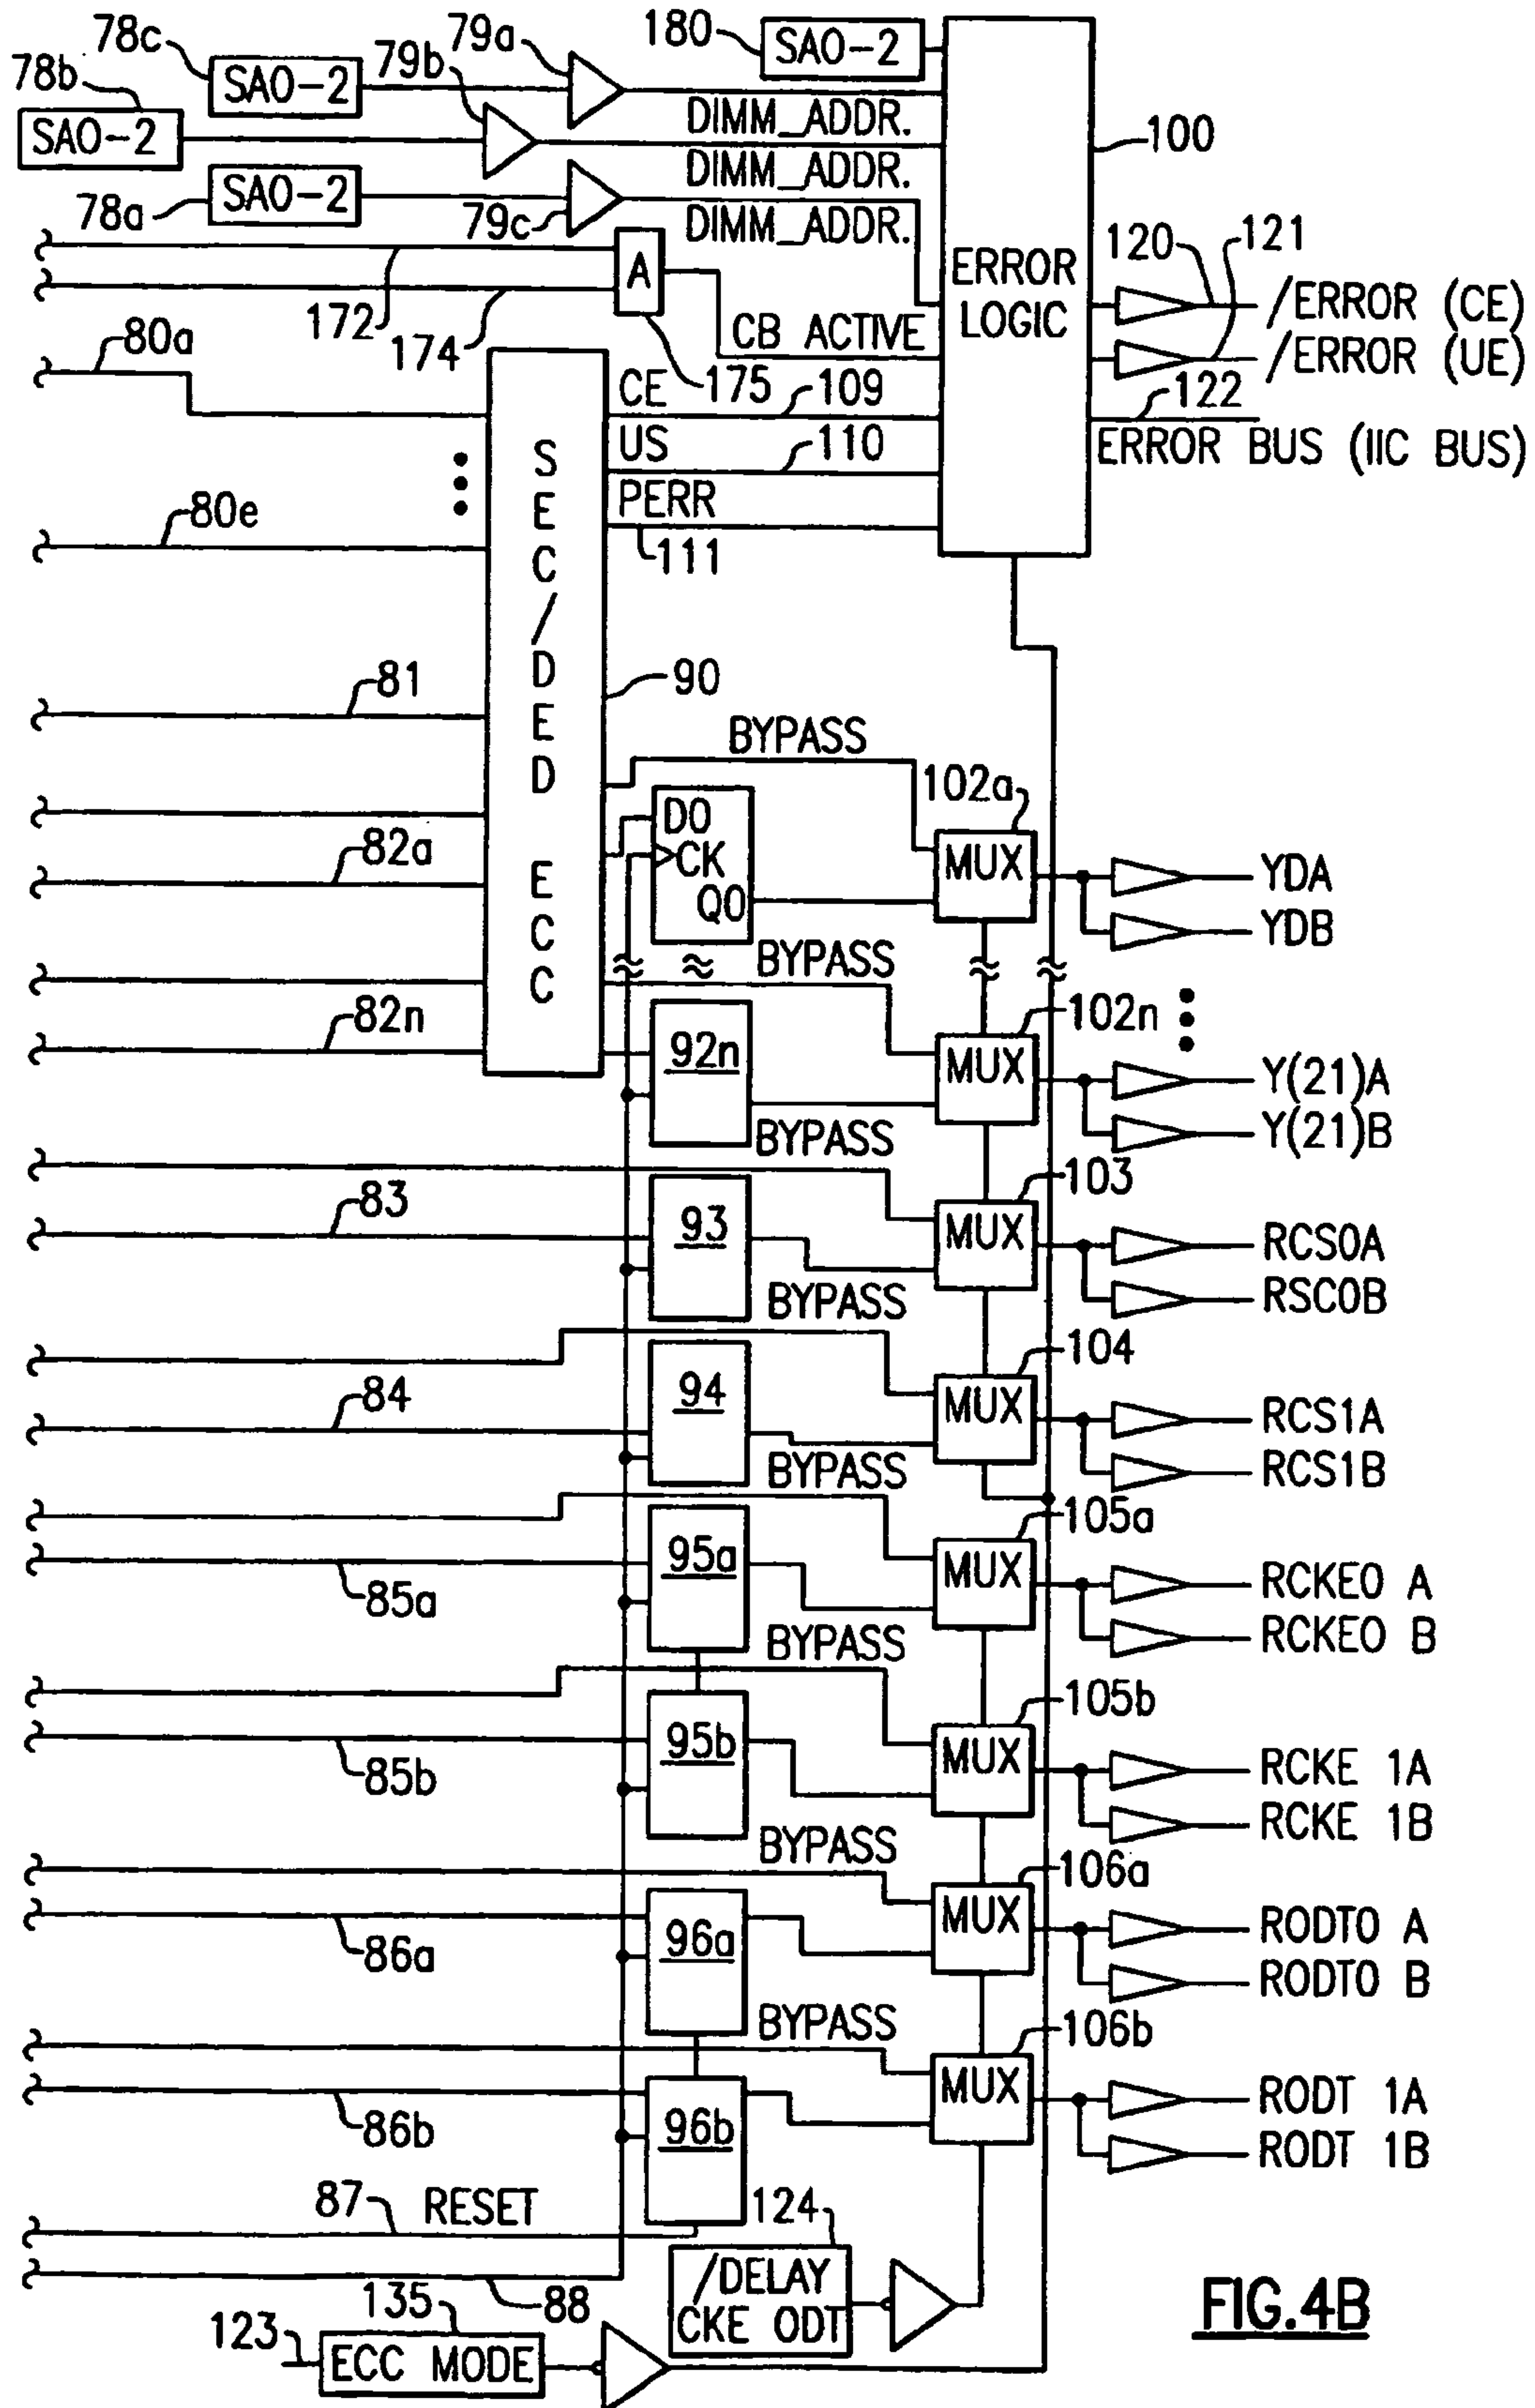 78c
79a
180
SAO-2
78b
79b
SAO-2
SAO-2
DIMM_ADDR.
100
DIMM_ADDR.
78a
SAO-2
79c
DIMM_ADDR.
A
ERROR
LOGIC
120
121
172
174
CB ACTIVE
/ERROR (CE)
80a
175
/ERROR (UE)
CE
109
122
US
110
ERROR BUS (IIC BUS)
PERR
80e
111
SEC/DED ECC
81
90
BYPASS
102a
DO
CK
QO
MUX
82a
YDA
YDB
BYPASS
82n
92n
102n
MUX
Y(21)A
Y(21)B
BYPASS
83
93
103
MUX
RCS0A
RSC0B
BYPASS
84
94
104
MUX
RCS1A
RCS1B
BYPASS
85a
95a
105a
MUX
RCKE0 A
RCKE0 B
BYPASS
85b
95b
105b
MUX
RCKE 1A
RCKE 1B
BYPASS
86a
96a
106a
MUX
RODT0 A
RODT0 B
BYPASS
86b
96b
106b
MUX
RODT 1A
RODT 1B
87
RESET
124
/DELAY
CKE ODT
88
135
123
ECC MODE
FIG.4B